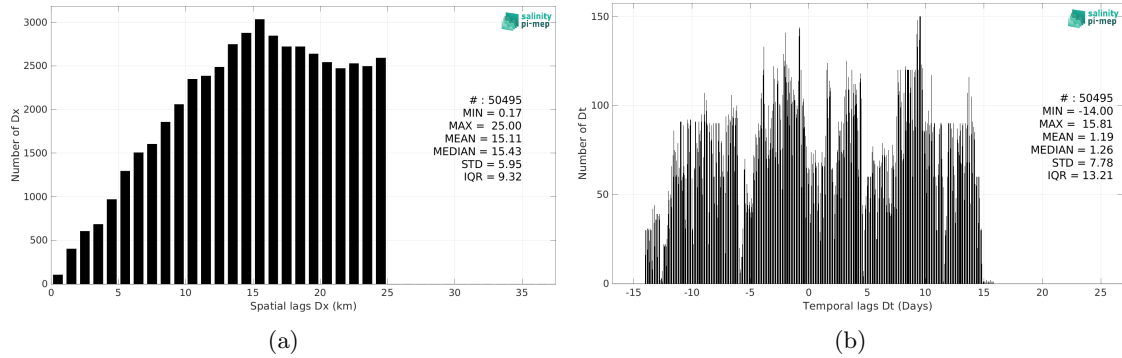 salinity
pi-mep
3000
2500
2000
1500
1000
500
0
Number of Dx
# : 50495
MIN = 0.17
MAX = 25.00
MEAN = 15.11
MEDIAN = 15.43
STD = 5.95
IQR = 9.32
0 5 10 15 20 25 30 35
Spatial lags Dx (km)
(a)
salinity
pi-mep
150
100
50
0
Number of Dt
# : 50495
MIN = -14.00
MAX = 15.81
MEAN = 1.19
MEDIAN = 1.26
STD = 7.78
IQR = 13.21
-15 -10 -5 0 5 10 15 20 25
Temporal lags Dt (Days)
(b)